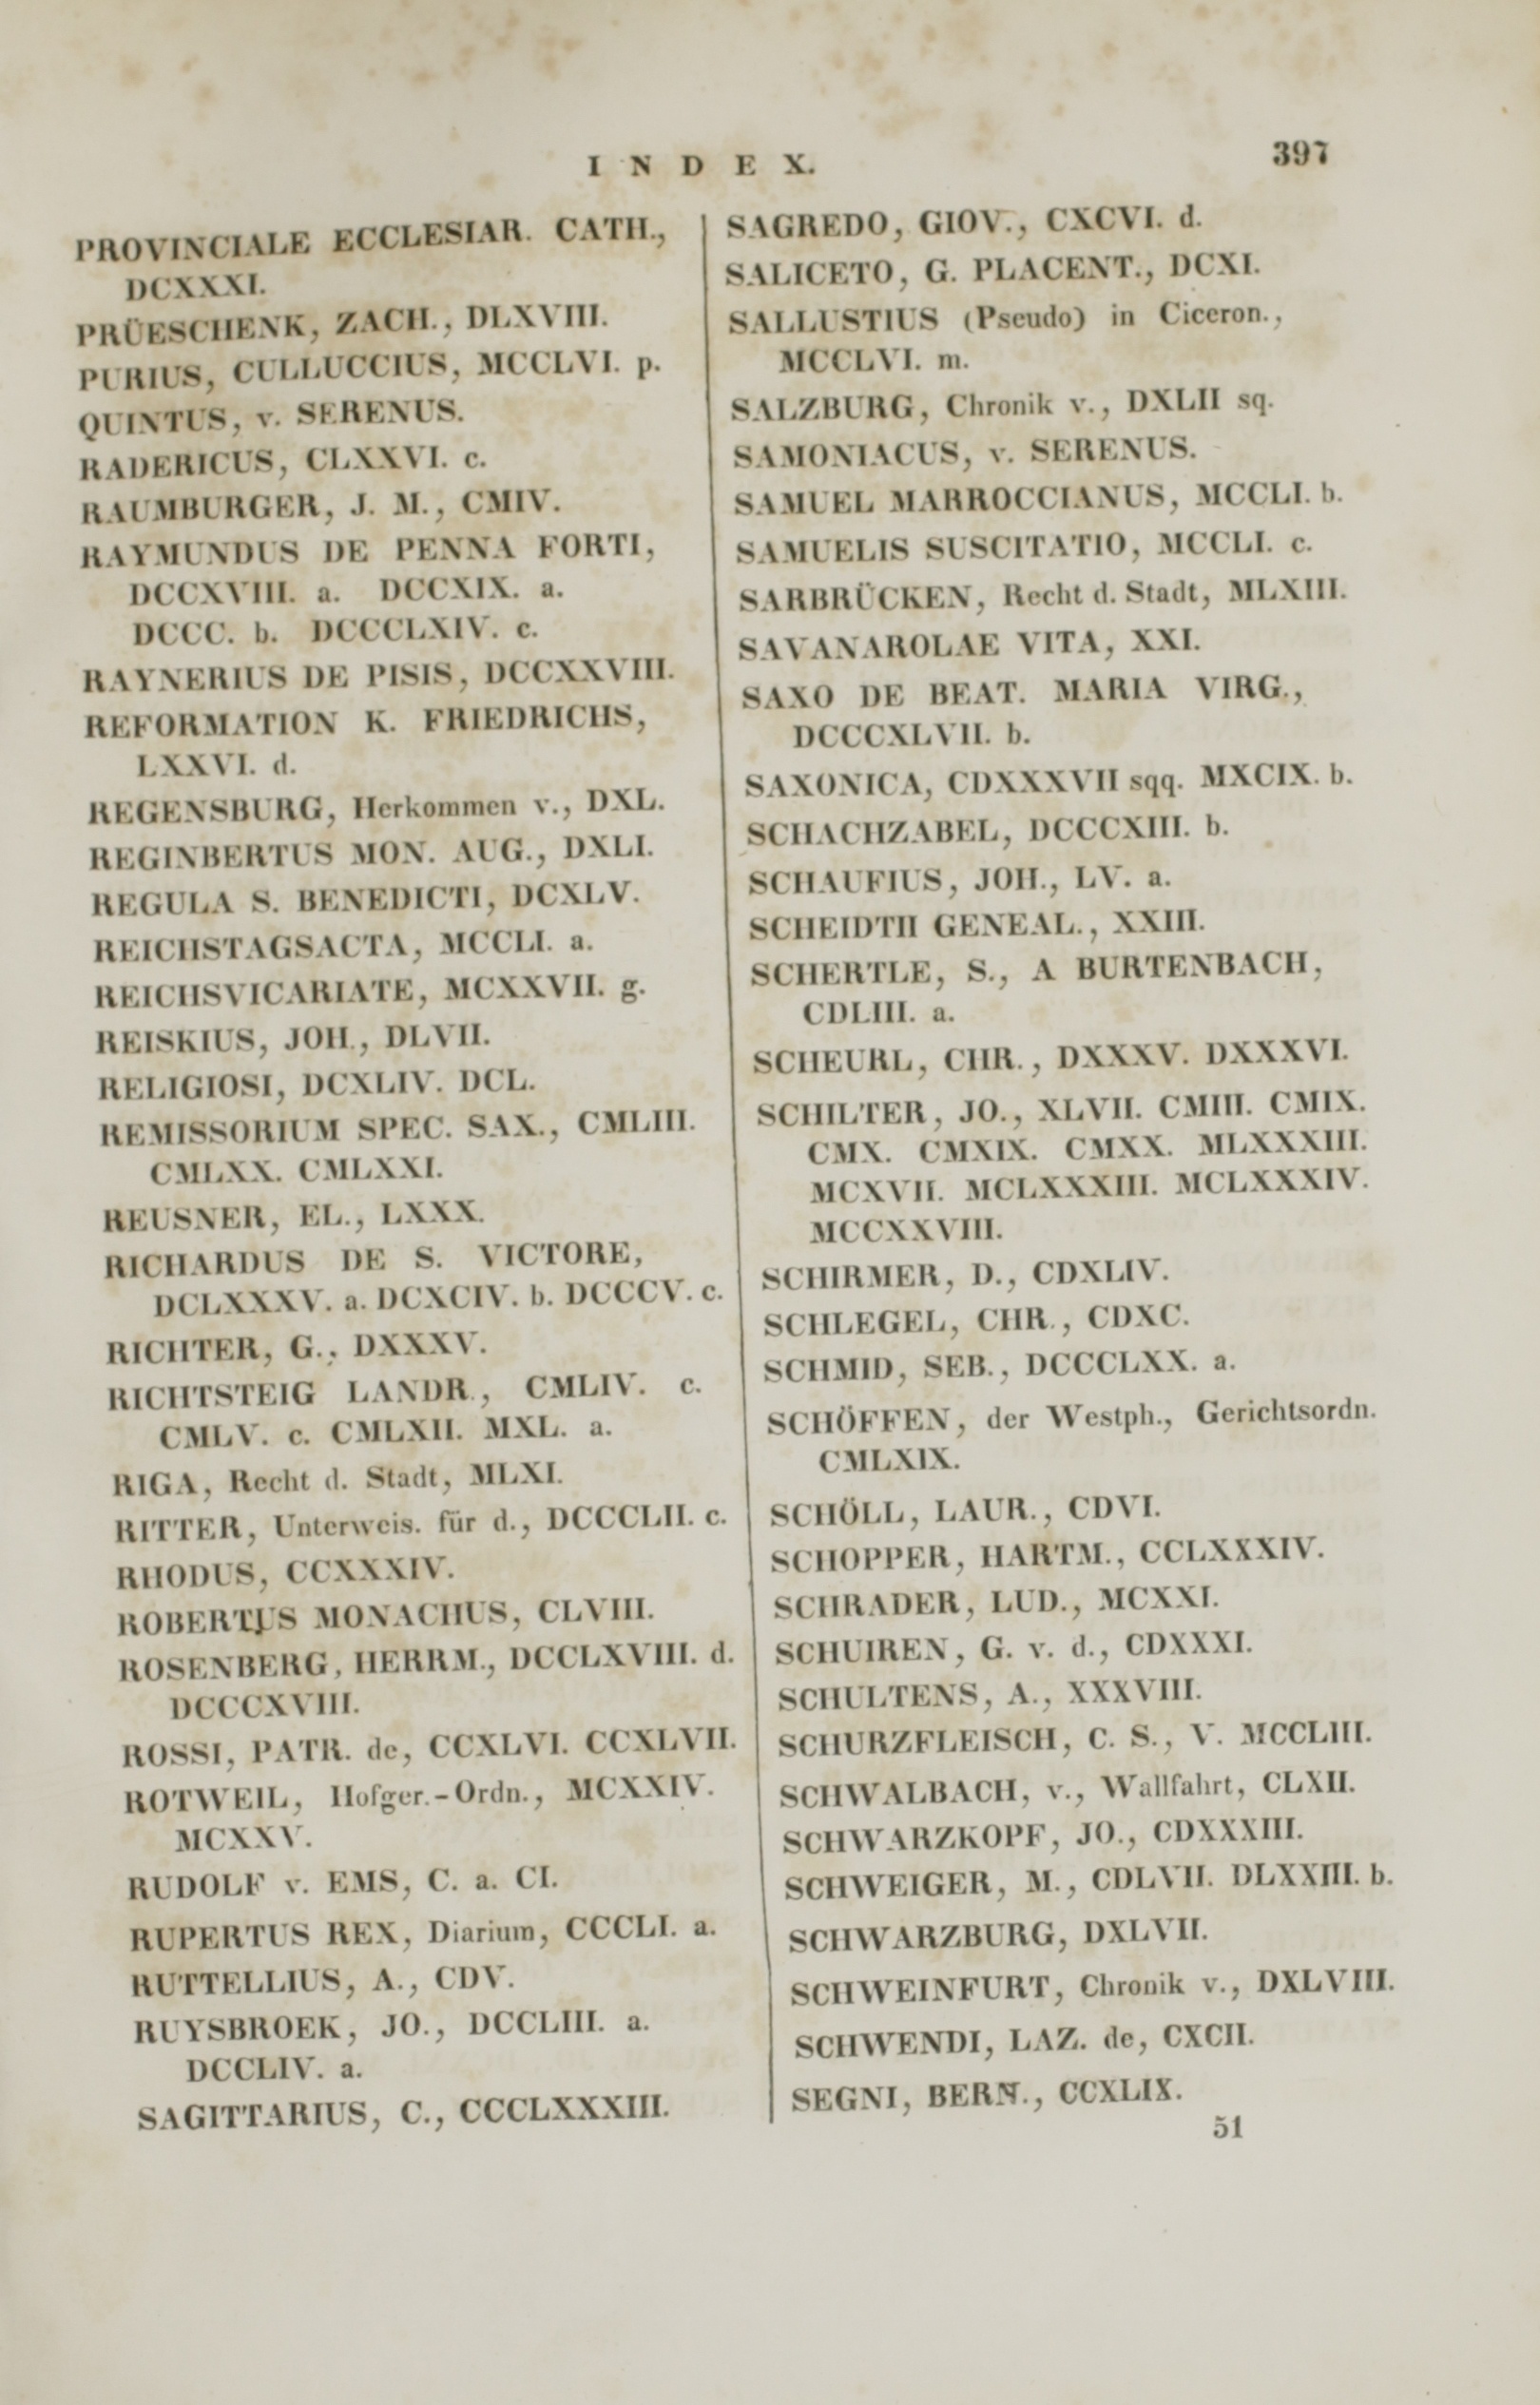 INDEX.
397
PROVINCIALE ECCLESIAR. CATH.,
DCXXXI.
PRÜESCHENK, ZACH., DLXVIII.
PURIUS, CULLUCCIUS, MCCLVI. p.
QUINTUS, v. SERENUS.
RADERICUS, CLXXVI. c.
RAUMBURGER, J. M., CMIV.
RAYMUNDUS DE PENNA FORTI,
DCCXVIII. a. DCCXIX. a.
DCCC. b. DCCCLXIV. c.
RAYNERIUS DE PISIS, DCCXXVIII.
REFORMATION K. FRIEDRICHS,
LXXVI. d.
REGENSBURG, Herkommen v., DXL.
REGINBERTUS MON. AUG., DXLI.
REGULA S. BENEDICTI, DCXLV.
REICHSTAGSACTA, MCCLI. a.
REICHSVICARIATE, MCXXVII. g.
REISKIUS, JOH., DLVII.
RELIGIOSI, DCXLIV. DCL.
REMISSORIUM SPEC. SAX., CMLIII.
CMLXX. CMLXXI.
REUSNER, EL., LXXX.
RICHARDUS DE S. VICTORE,
DCLXXXV. a. DCXCIV. b. DCCCV. c.
RICHTER, G., DXXXV.
RICHTSTEIG LANDR., CMLIV. c.
CMLV. c. CMLXII. MXL. a.
RIGA, Recht d. Stadt, MLXI.
RITTER, Unterweis. für d., DCCCLII. c.
RHODUS, CCXXXIV.
ROBERTUS MONACHUS, CLVIII.
ROSENBERG, HERRM., DCCLXVIII. d.
DCCCXVIII.
ROSSI, PATR. de, CCXLVI. CCXLVII.
ROTWEIL, Hofger.-Ordn., MCXXIV.
MCXXV.
RUDOLF v. EMS, C. a. CI.
RUPERTUS REX, Diarium, CCCLI. a.
RUTTELLIUS, A., CDV.
RUYSBROEK, JO., DCCLIII. a.
DCCLIV. a.
SAGITTARIUS, C., CCCLXXXIII.
SAGREDO, GIOV., CXCVI. d.
SALICETO, G. PLACENT., DCXI.
SALLUSTIUS (Pseudo) in Ciceron.,
MCCLVI. m.
SALZBURG, Chronik v., DXLII sq.
SAMONIACUS, v. SERENUS.
SAMUEL MARROCCIANUS, MCCLI. b.
SAMUELIS SUSCITATIO, MCCLI. c.
SARBRÜCKEN, Recht d. Stadt, MLXIII.
SAVANAROLAE VITA, XXI.
SAXO DE BEAT. MARIA VIRG.,
DCCCXLVII. b.
SAXONICA, CDXXXVII sqq. MXCIX. b.
SCHACHZABEL, DCCCXIII. b.
SCHAUFIUS, JOH., LV. a.
SCHEIDTII GENEAL., XXIII.
SCHERTLE, S., A BURTENBACH,
CDLIII. a.
SCHEURL, CHR., DXXXV. DXXXVI.
SCHILTER, JO., XLVII. CMIII. CMIX.
CMX. CMXIX. CMXX. MLXXXIII.
MCXVII. MCLXXXIII. MCLXXXIV.
MCCXXVIII.
SCHIRMER, D., CDXLIV.
SCHLEGEL, CHR., CDXC.
SCHMID, SEB., DCCCLXX. a.
SCHÖFFEN, der Westph., Gerichtsordn.
CMLXIX.
SCHÖLL, LAUR., CDVI.
SCHOPPER, HARTM., CCLXXXIV.
SCHRADER, LUD., MCXXI.
SCHUIREN, G. v. d., CDXXXI.
SCHULTENS, A., XXXVIII.
SCHURZFLEISCH, C. S., V. MCCLIII.
SCHWALBACH, v., Wallfahrt, CLXII.
SCHWARZKOPF, JO., CDXXXIII.
SCHWEIGER, M., CDLVII. DLXXIII. b.
SCHWARZBURG, DXLVII.
SCHWEINFURT, Chronik v., DXLVIII.
SCHWENDI, LAZ. de, CXCII.
SEGNI, BERN., CCXLIX.
51